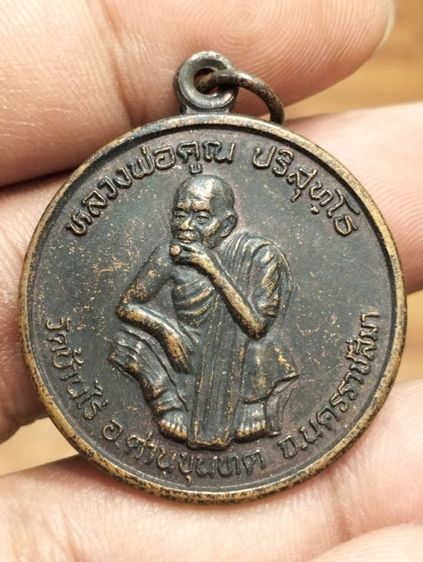 หลวงพ่อคูณ ปริสุทฺโธ
วัดบ้านไร่ อ.ด่านขุนทด จ.นครราชสีมา